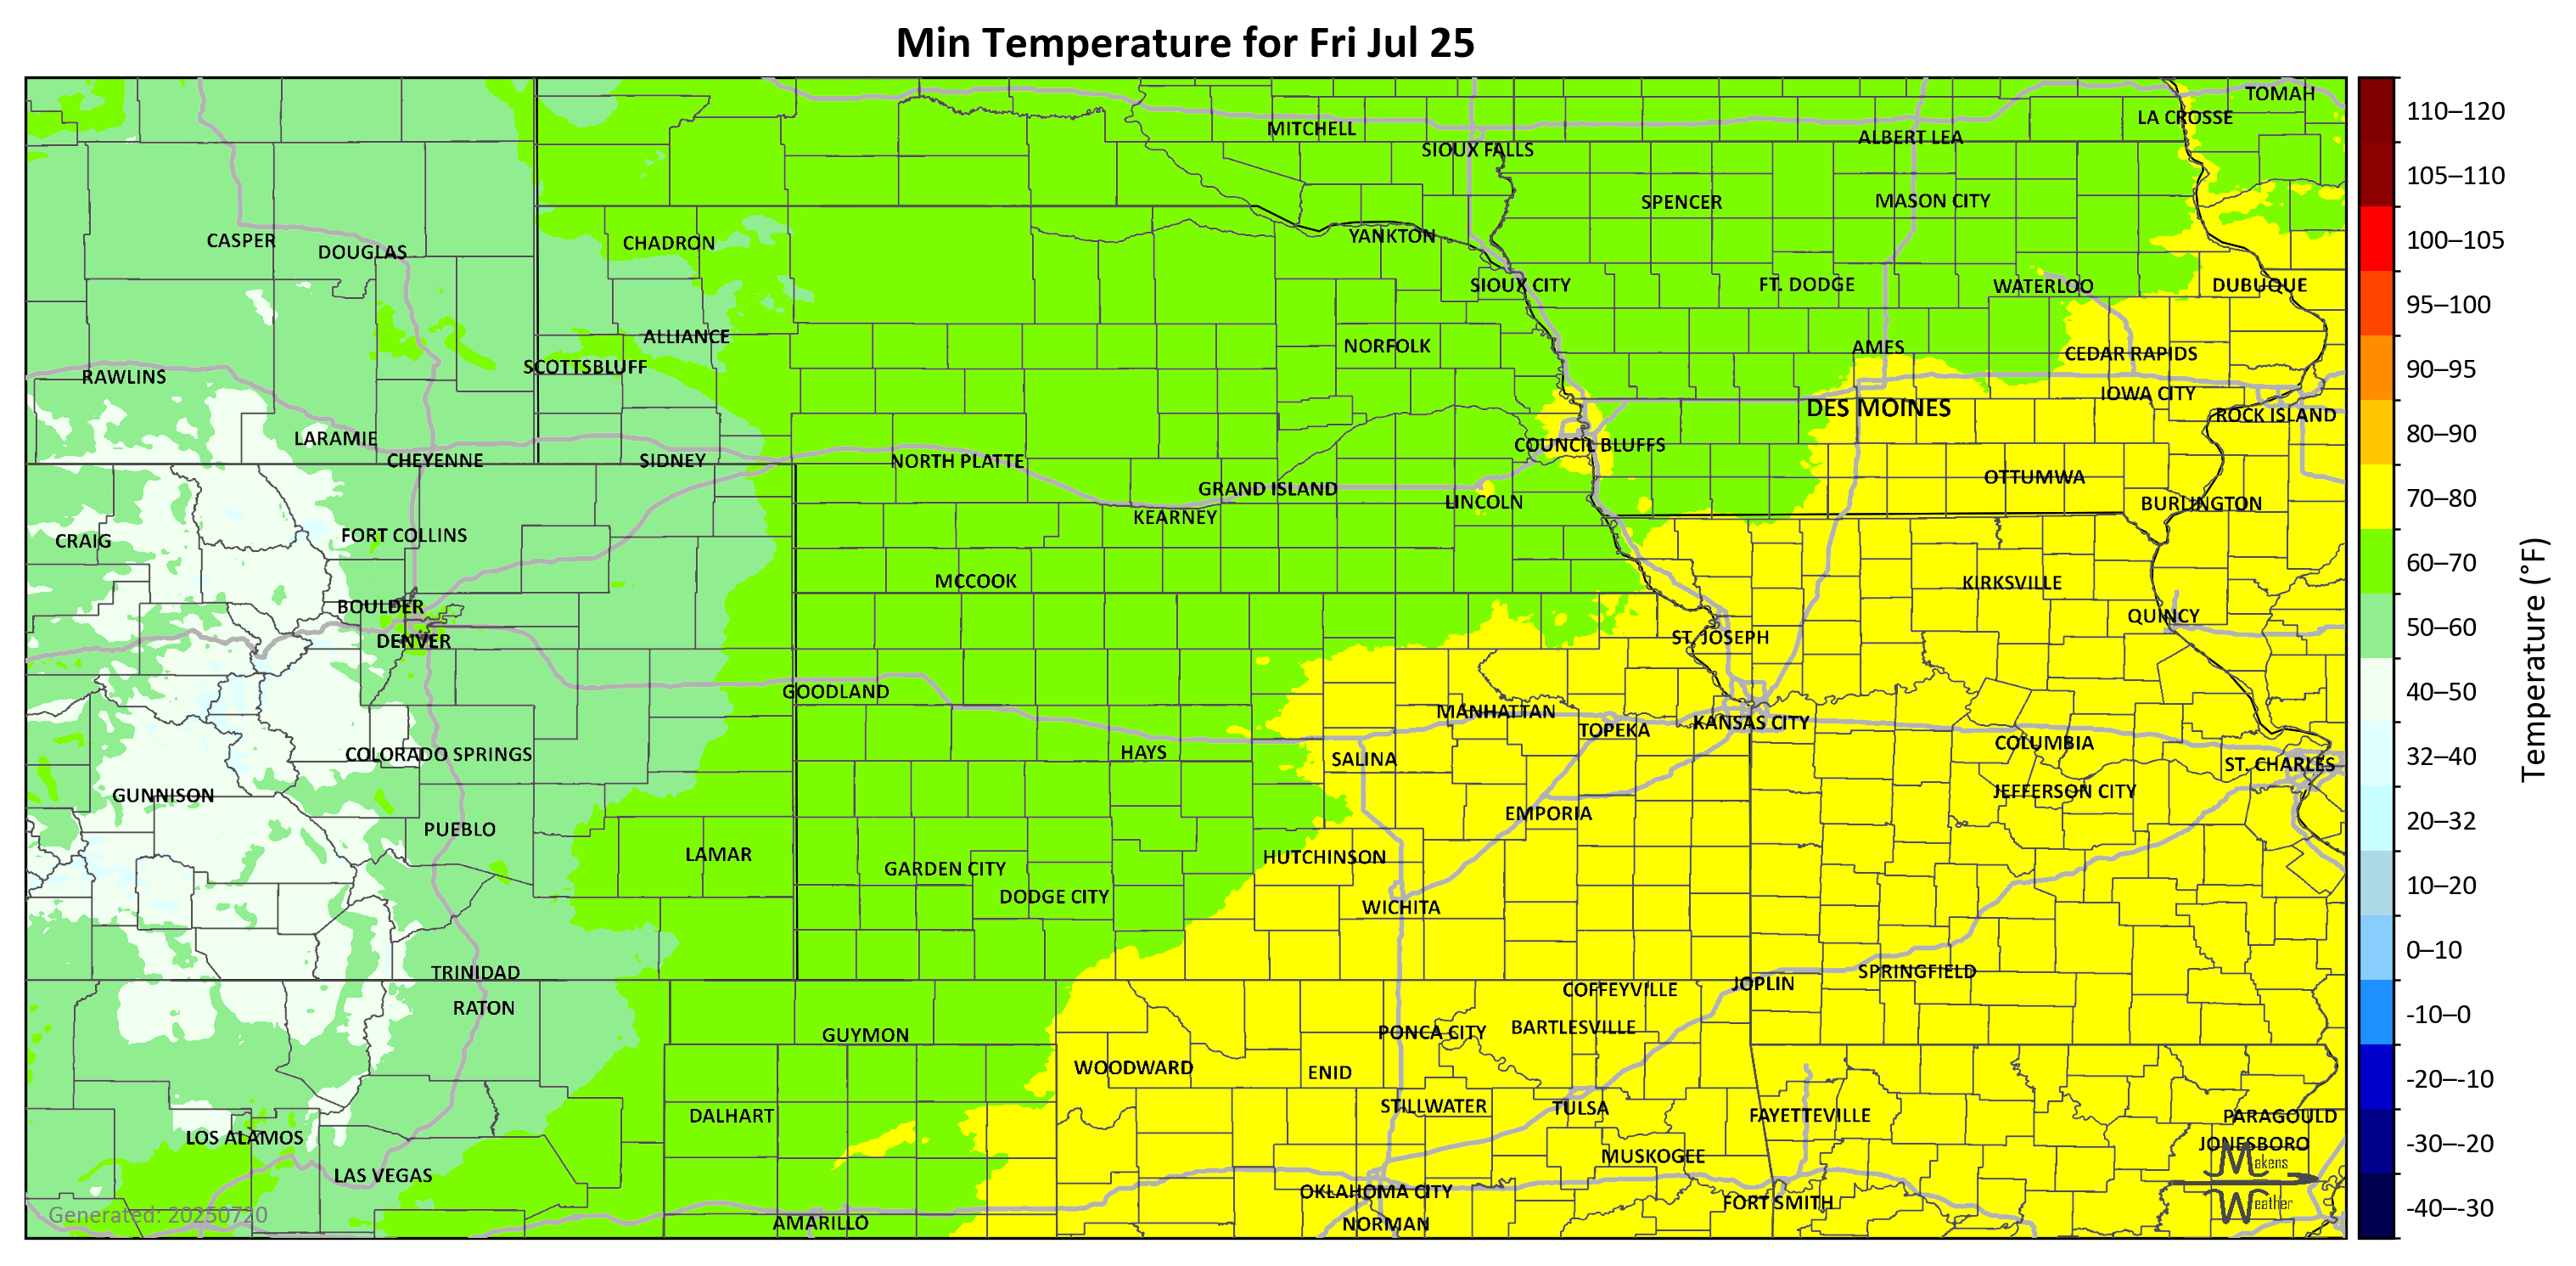 Min Temperature for Fri Jul 25
TOMAH
LA CROSSE
MITCHELL
ALBERT LEA
SIOUX FALLS
SPENCER
MASON CITY
CASPER
DOUGLAS
CHADRON
YANKTON
SIOUX CITY
FT. DODGE
WATERLOO
DUBUQUE
ALLIANCE
NORFOLK
AMES
CEDAR RAPIDS
SCOTTSBLUFF
RAWLINS
IOWA CITY
DES MOINES
ROCK ISLAND
LARAMIE
COUNCIL BLUFFS
CHEYENNE
SIDNEY
NORTH PLATTE
OTTUMWA
GRAND ISLAND
LINCOLN
BURLINGTON
KEARNEY
FORT COLLINS
CRAIG
MCCOOK
KIRKSVILLE
BOULDER
QUINCY
DENVER
ST. JOSEPH
GOODLAND
MANHATTAN
KANSAS CITY
TOPEKA
COLUMBIA
COLORADO SPRINGS
HAYS
SALINA
ST. CHARLES
GUNNISON
JEFFERSON CITY
EMPORIA
PUEBLO
LAMAR
HUTCHINSON
GARDEN CITY
DODGE CITY
WICHITA
TRINIDAD
SPRINGFIELD
JOPLIN
COFFEYVILLE
RATON
BARTLESVILLE
GUYMON
PONCA CITY
WOODWARD
ENID
STILLWATER
TULSA
DALHART
FAYETTEVILLE
PARAGOULD
LOS ALAMOS
JONESBORO
MUSKOGEE
LAS VEGAS
OKLAHOMA CITY
FORT SMITH
AMARILLO
NORMAN
Makens
Weather
Generated: 20250720
110–120
105–110
100–105
95–100
90–95
80–90
70–80
60–70
50–60
40–50
32–40
20–32
10–20
0–10
-10–0
-20–-10
-30–-20
-40–-30
Temperature (°F)